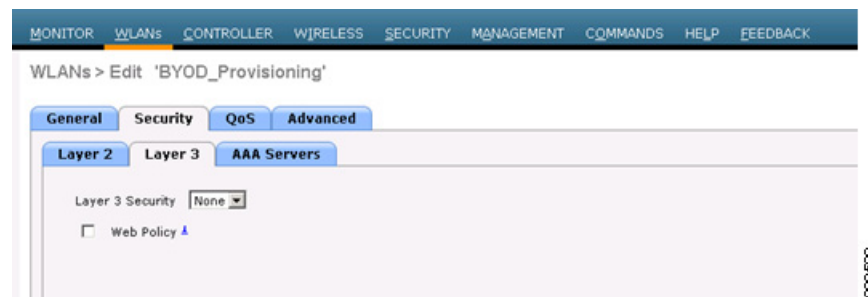 MONITOR WLANs CONTROLLER WIRELESS SECURITY MANAGEMENT COMMANDS HELP FEEDBACK
WLANs > Edit 'BYOD_Provisioning'
General Security QoS Advanced
Layer 2 Layer 3 AAA Servers
Layer 3 Security None
Web Policy